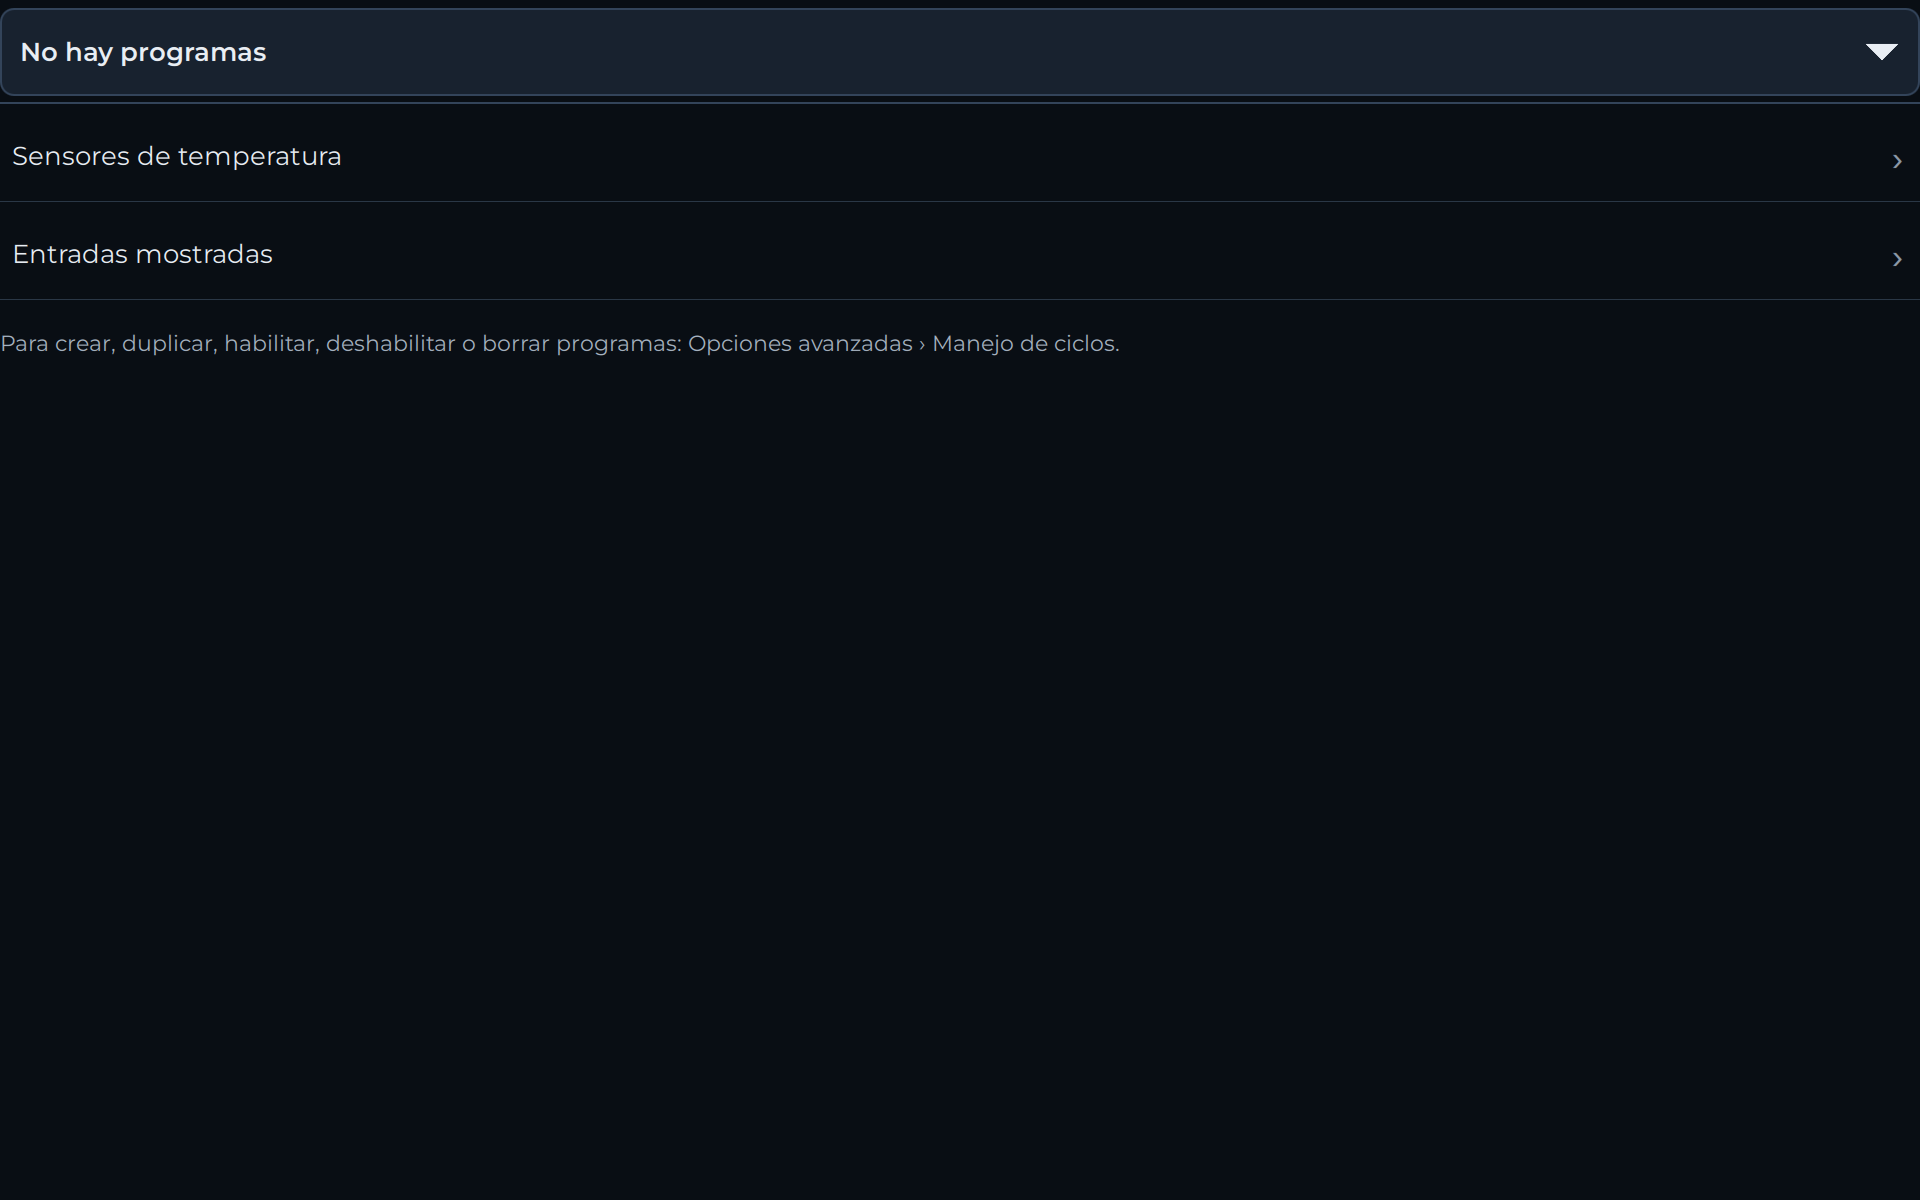 No hay programas
Sensores de temperatura
Entradas mostradas
Para crear, duplicar, habilitar, deshabilitar o borrar programas: Opciones avanzadas › Manejo de ciclos.